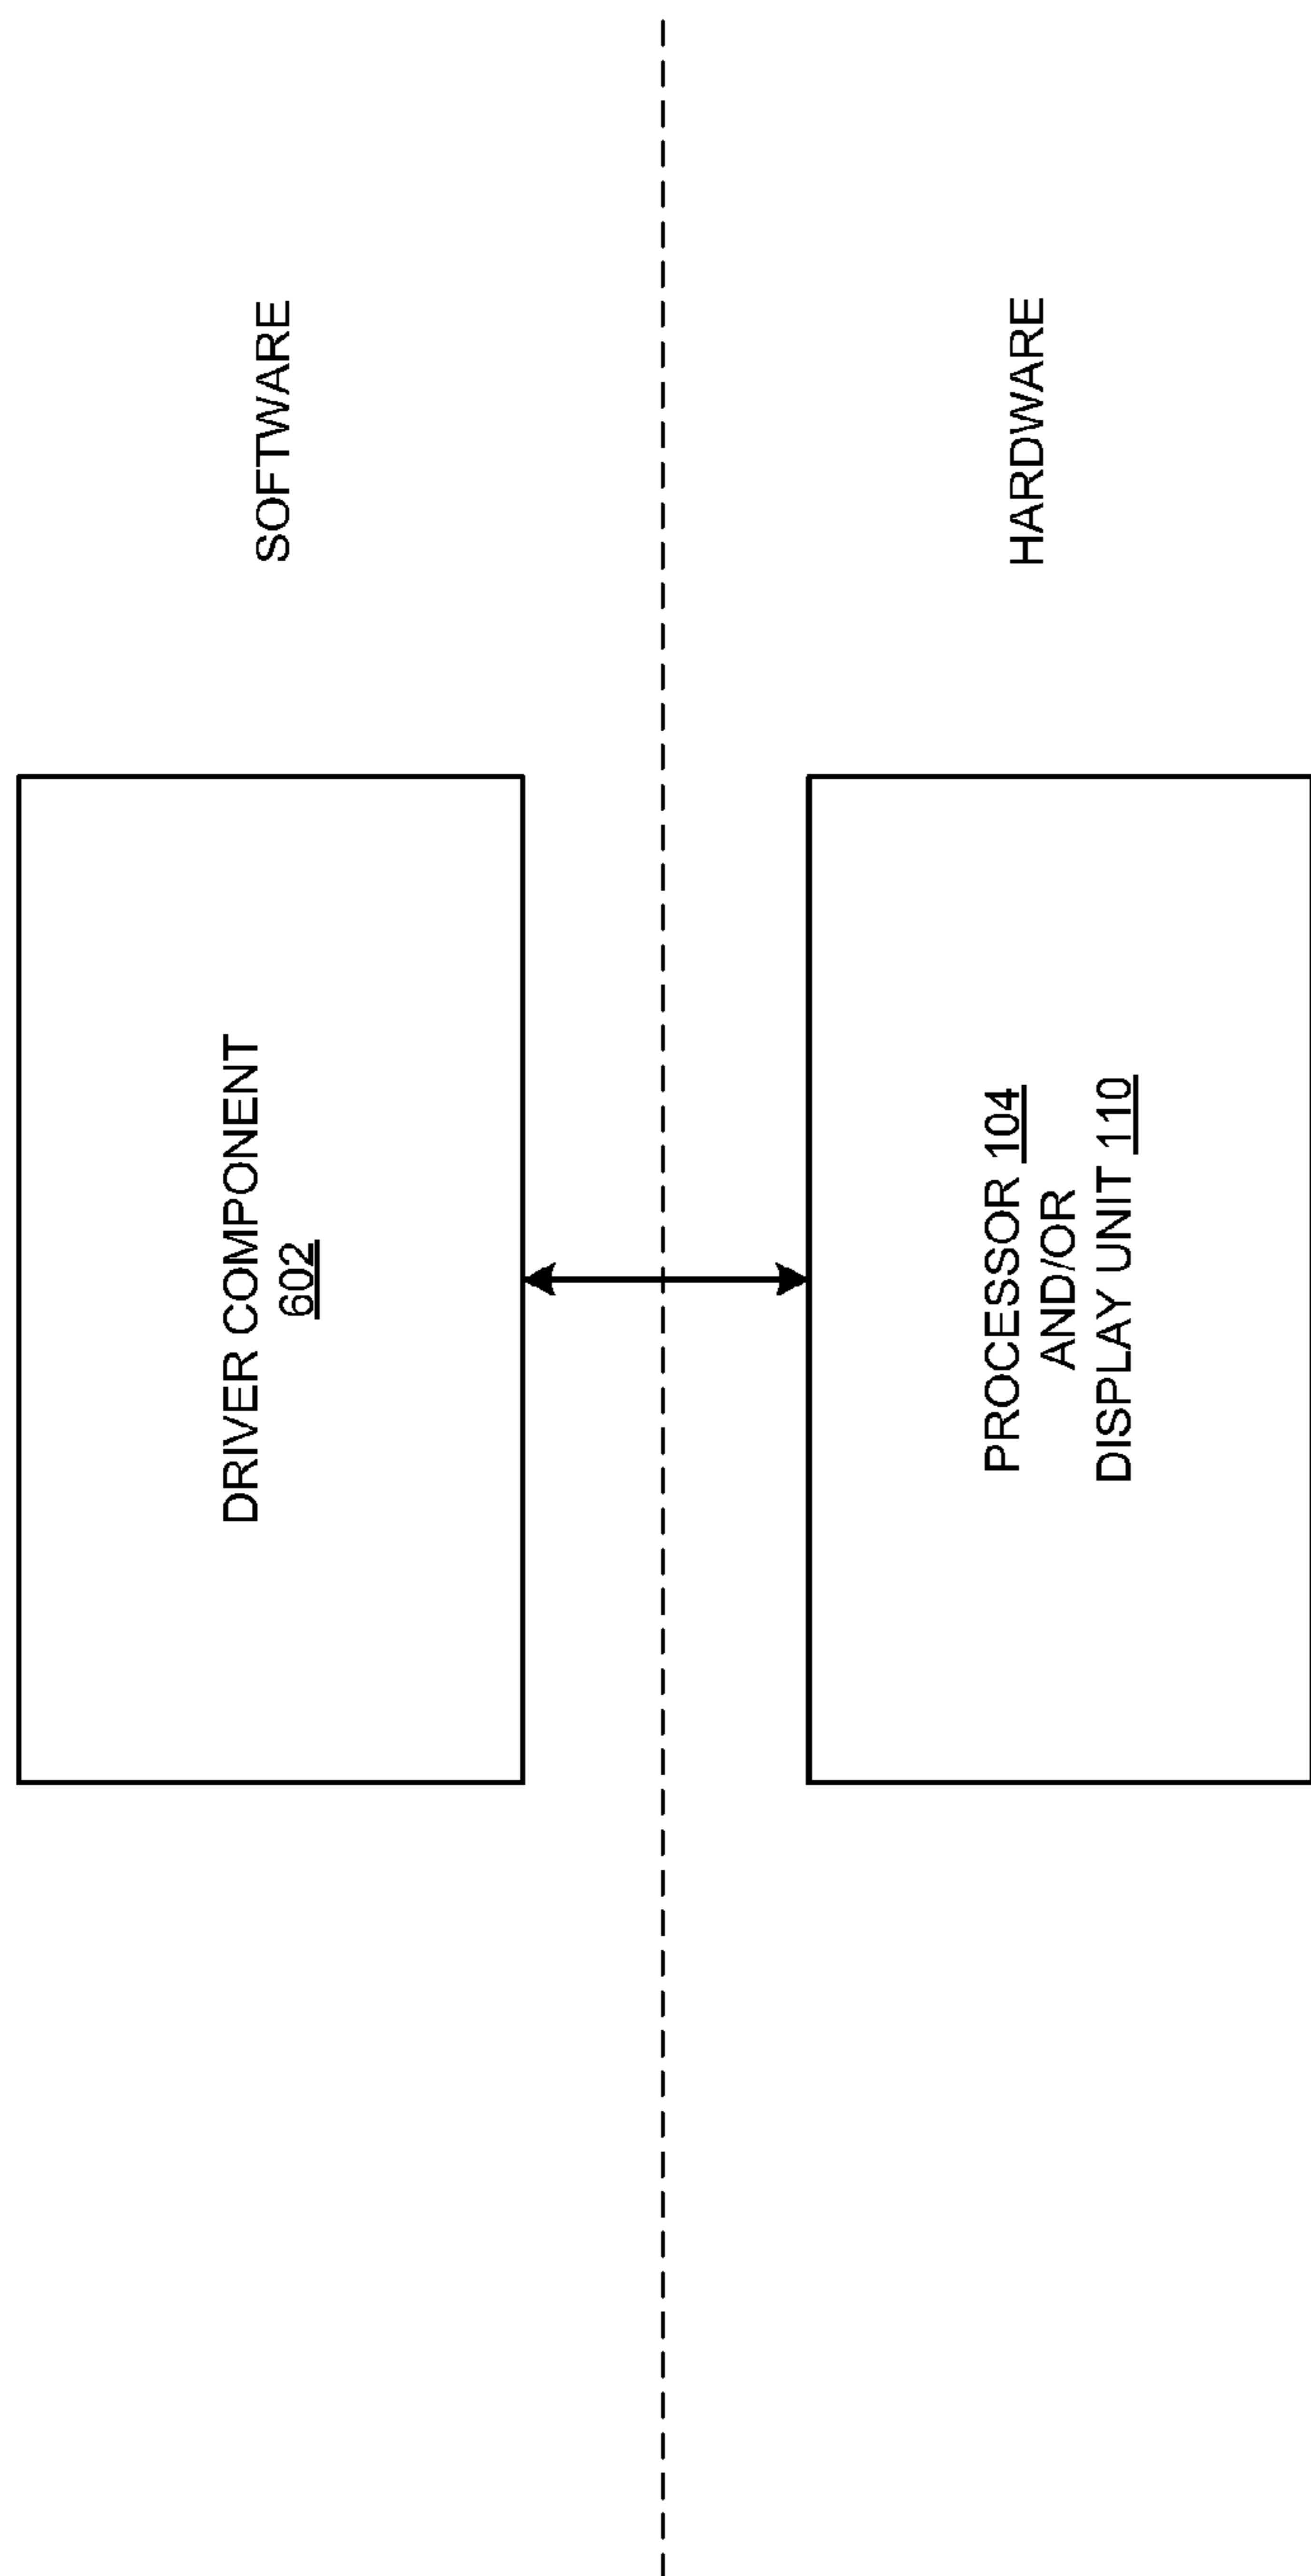 DRIVER COMPONENT
602
SOFTWARE
PROCESSOR 104
AND/OR
DISPLAY UNIT 110
HARDWARE